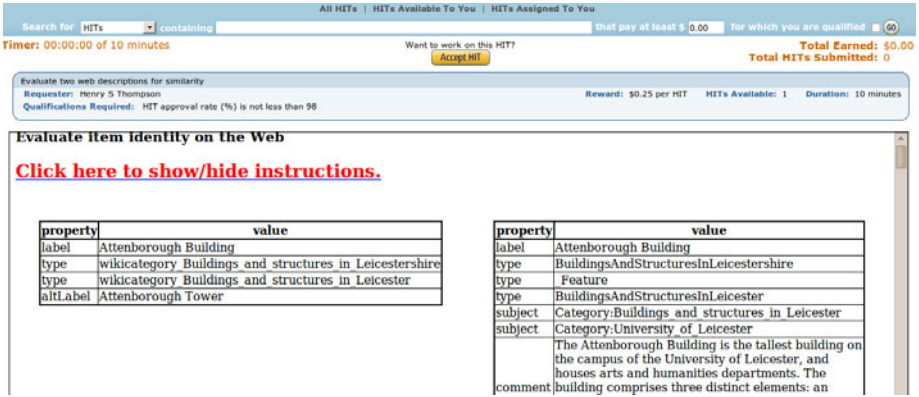 All HITs | HITs Available To You | HITs Assigned To You
Search for HITs containing that pay at least $ 0.00 for which you are qualified GO
Timer: 00:00:00 of 10 minutes
Want to work on this HIT?
Accept HIT
Total Earned: $0.00
Total HITs Submitted: 0
Evaluate two web descriptions for similarity
Requester: Henry S Thompson
Reward: $0.25 per HIT HITs Available: 1 Duration: 10 minutes
Qualifications Required: HIT approval rate (%) is not less than 98
Evaluate item identity on the Web
Click here to show/hide instructions.
property value
label Attenborough Building
type wikicategory_Buildings_and_structures_in_Leicestershire
type wikicategory_Buildings_and_structures_in_Leicester
altLabel Attenborough Tower
property value
label Attenborough Building
type BuildingsAndStructuresInLeicestershire
type _Feature
type BuildingsAndStructuresInLeicester
subject Category:Buildings_and_structures_in_Leicester
subject Category:University_of_Leicester
The Attenborough Building is the tallest building on
the campus of the University of Leicester, and
houses arts and humanities departments. The
comment building comprises three distinct elements: an